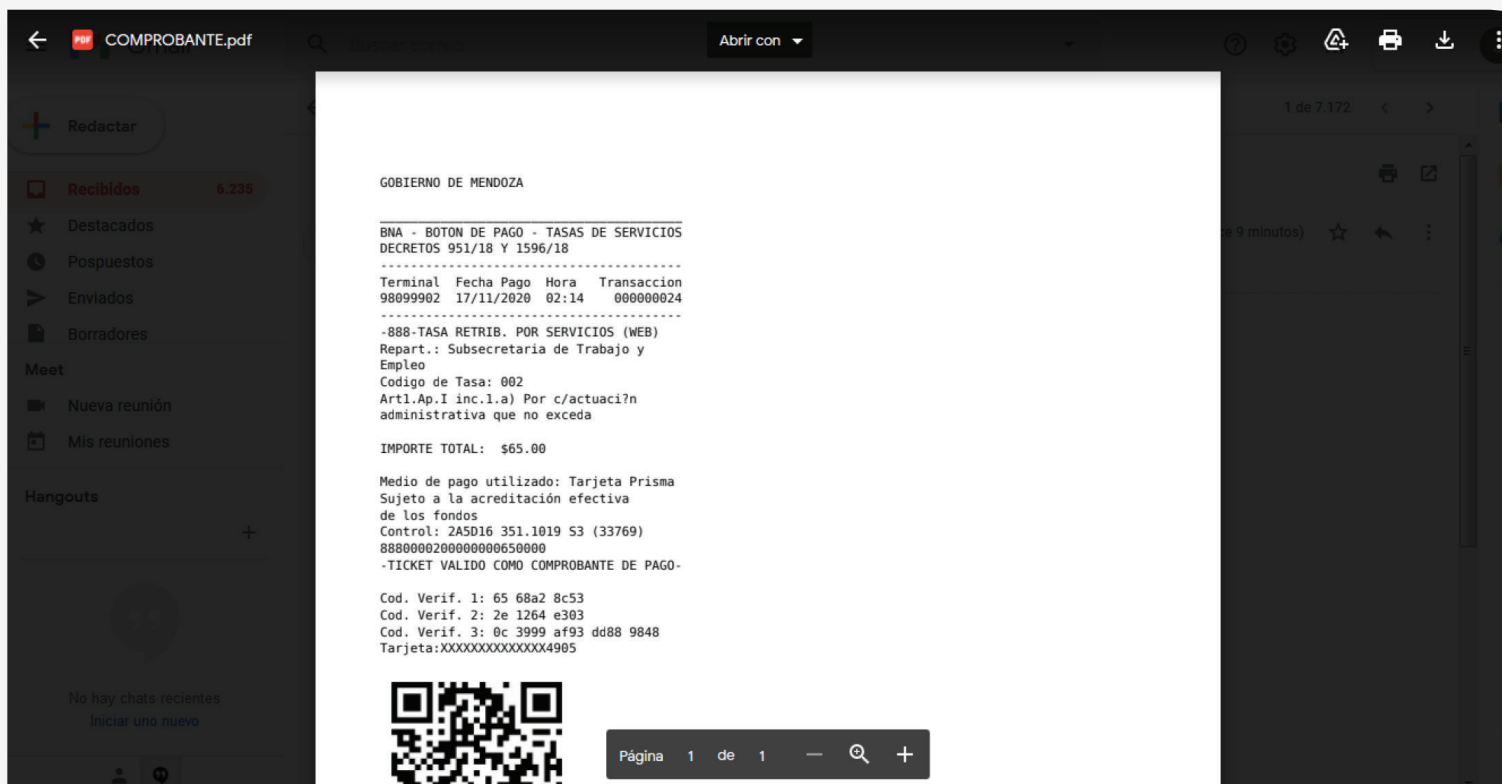 COMPROBANTE.pdf
Abrir con
Redactar
1 de 7.172
Recibidos 6.235
Destacados
Pospuestos
Enviados
Borradores
Meet
Nueva reunión
Mis reuniones
Hangouts
No hay chats recientes
Iniciar uno nuevo
9 minutos)
GOBIERNO DE MENDOZA
BNA - BOTON DE PAGO - TASAS DE SERVICIOS
DECRETOS 951/18 Y 1596/18
----------------------------------------
Terminal Fecha Pago Hora Transaccion
98099902 17/11/2020 02:14 000000024
----------------------------------------
-888-TASA RETRIB. POR SERVICIOS (WEB)
Repart.: Subsecretaria de Trabajo y
Empleo
Codigo de Tasa: 002
Art1.Ap.I inc.1.a) Por c/actuaci?n
administrativa que no exceda
IMPORTE TOTAL: $65.00
Medio de pago utilizado: Tarjeta Prisma
Sujeto a la acreditación efectiva
de los fondos
Control: 2A5D16 351.1019 S3 (33769)
8880000200000000650000
-TICKET VALIDO COMO COMPROBANTE DE PAGO-
Cod. Verif. 1: 65 68a2 8c53
Cod. Verif. 2: 2e 1264 e303
Cod. Verif. 3: 0c 3999 af93 dd88 9848
Tarjeta:XXXXXXXXXXXXXX4905
Página 1 de 1